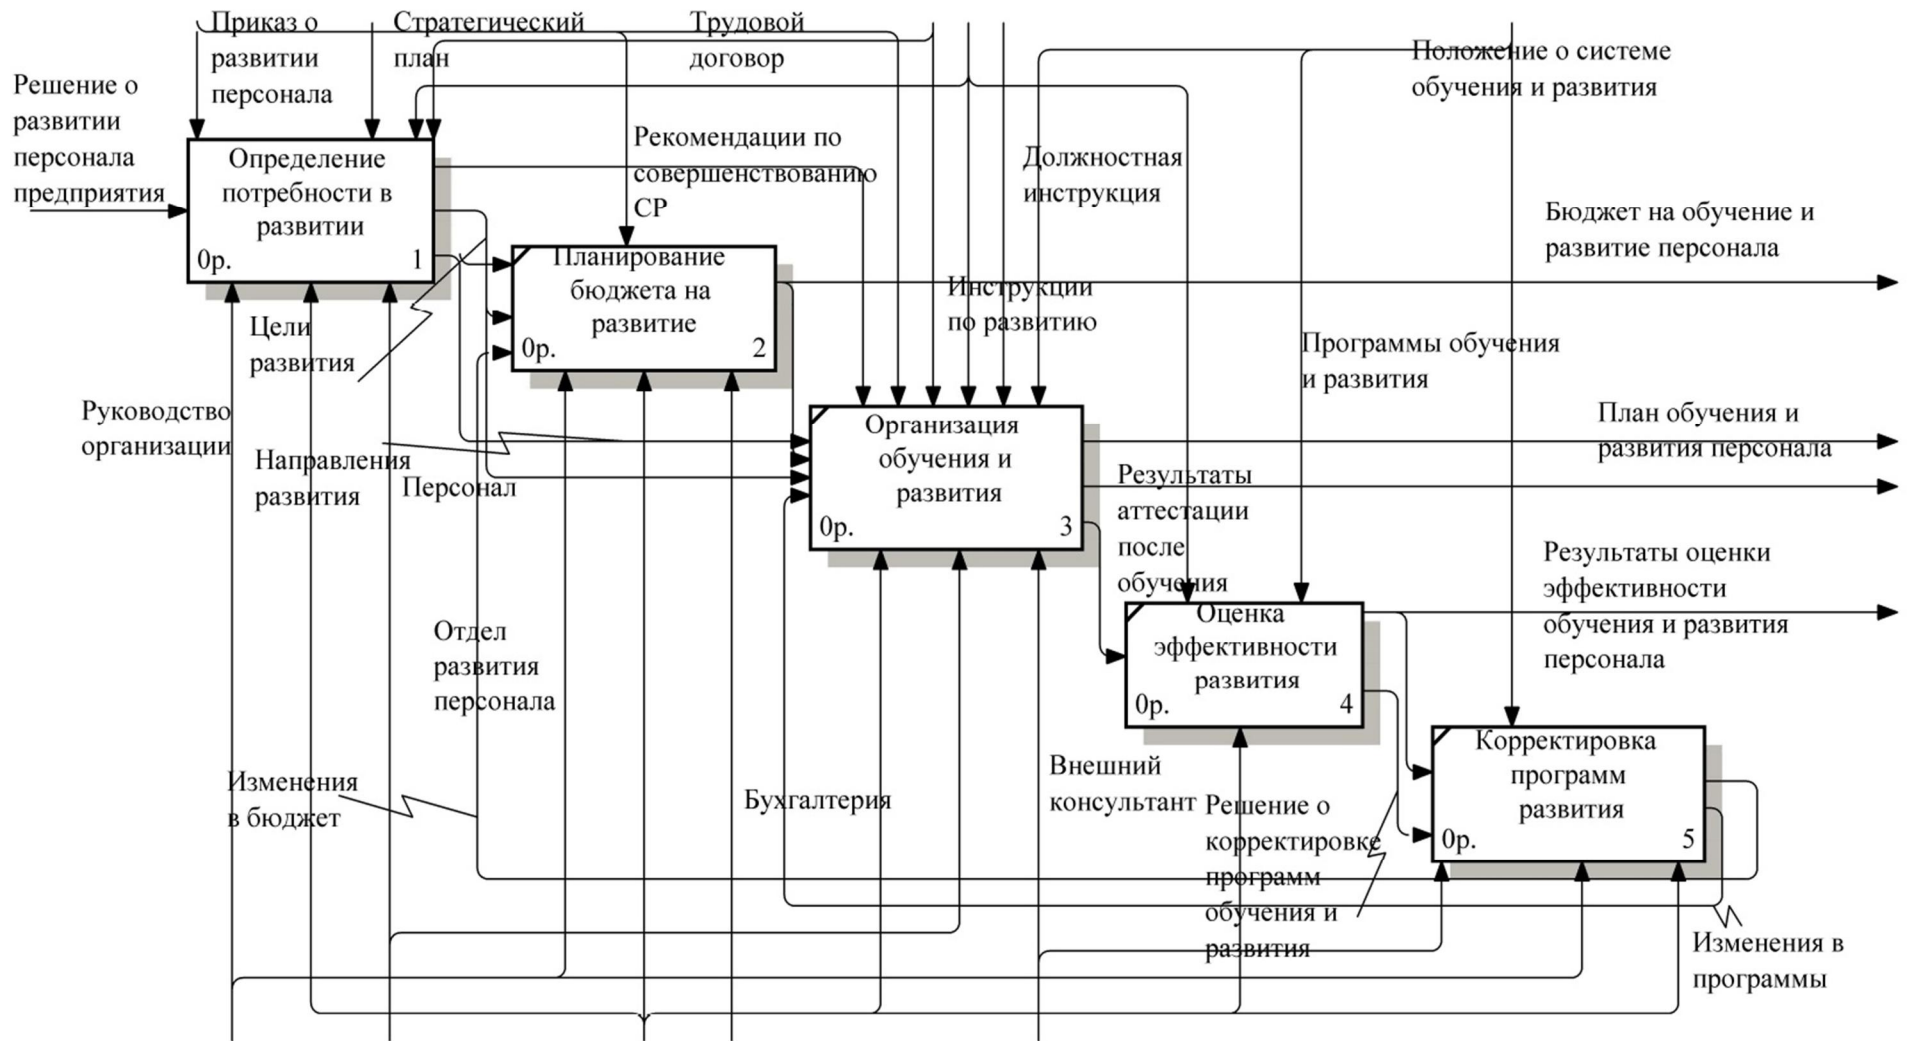 Приказ о
развитии
персонала
Стратегический
план
Трудовой
договор
Положение о системе
обучения и развития
Решение о
развитии
персонала
предприятия
Определение
потребности в
развитии
0р.
1
Рекомендации по
совершенствованию
СР
Должностная
инструкция
Бюджет на обучение и
развитие персонала
Планирование
бюджета на
развитие
0р.
2
Инструкции
по развитию
Цели
развития
Программы обучения
и развития
Руководство
организации
План обучения и
развития персонала
Направления
развития
Персонал
Организация
обучения и
развития
0р.
3
Результаты
аттестации
после
обучения
Результаты оценки
эффективности
обучения и развития
персонала
Отдел
развития
персонала
Оценка
эффективности
развития
0р.
4
Корректировка
программ
развития
0р.
5
Изменения
в бюджет
Бухгалтерия
Внешний
консультант
Решение о
корректировке
программ
обучения и
развития
Изменения в
программы